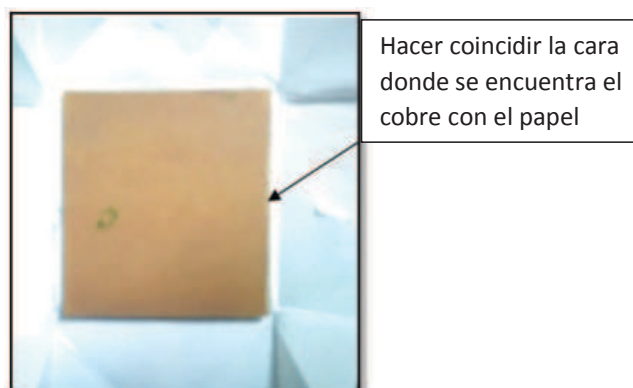 Hacer coincidir la cara
donde se encuentra el
cobre con el papel